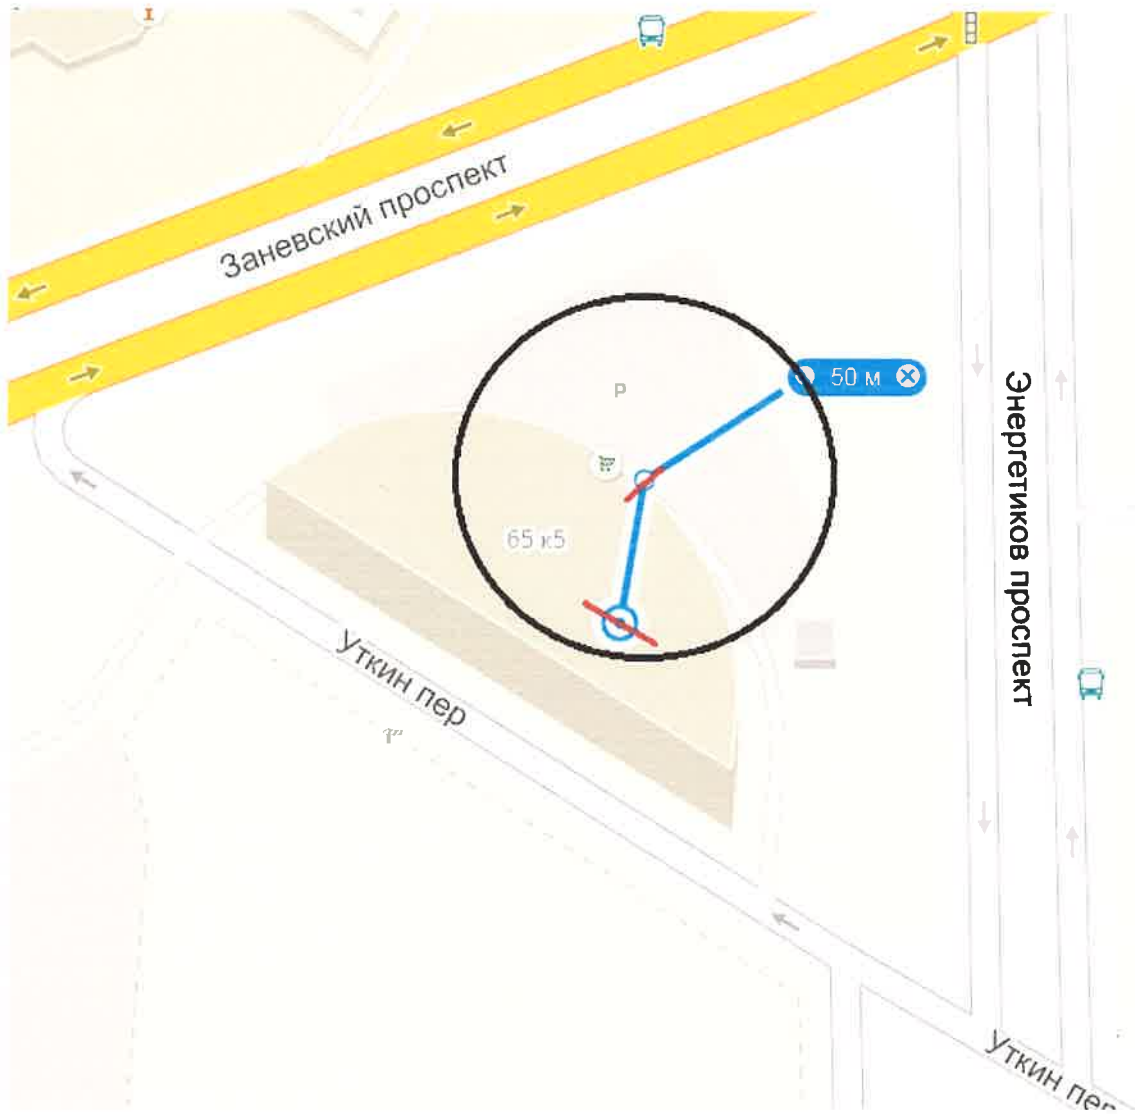 Заневский проспект
50 м
P
65 к5
Энергетиков проспект
Уткин пер
Уткин пер